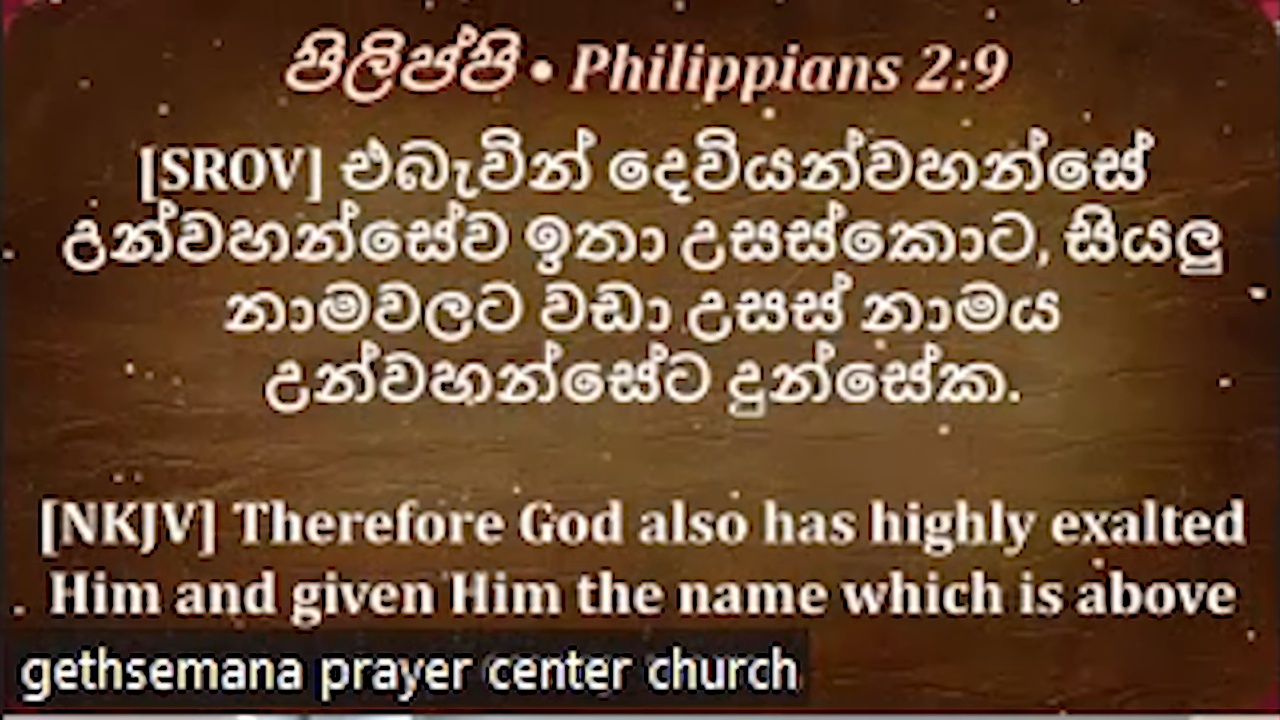 පිලිප්පි • Philippians 2:9
[SROV] එබැවින් දෙවියන්වහන්සේ
උන්වහන්සේව ඉතා උසස්කොට, සියලු
නාමවලට වඩා උසස් නාමය
උන්වහන්සේට දුන්සේක.
[NKJV] Therefore God also has highly exalted
Him and given Him the name which is above
gethsemana prayer center church